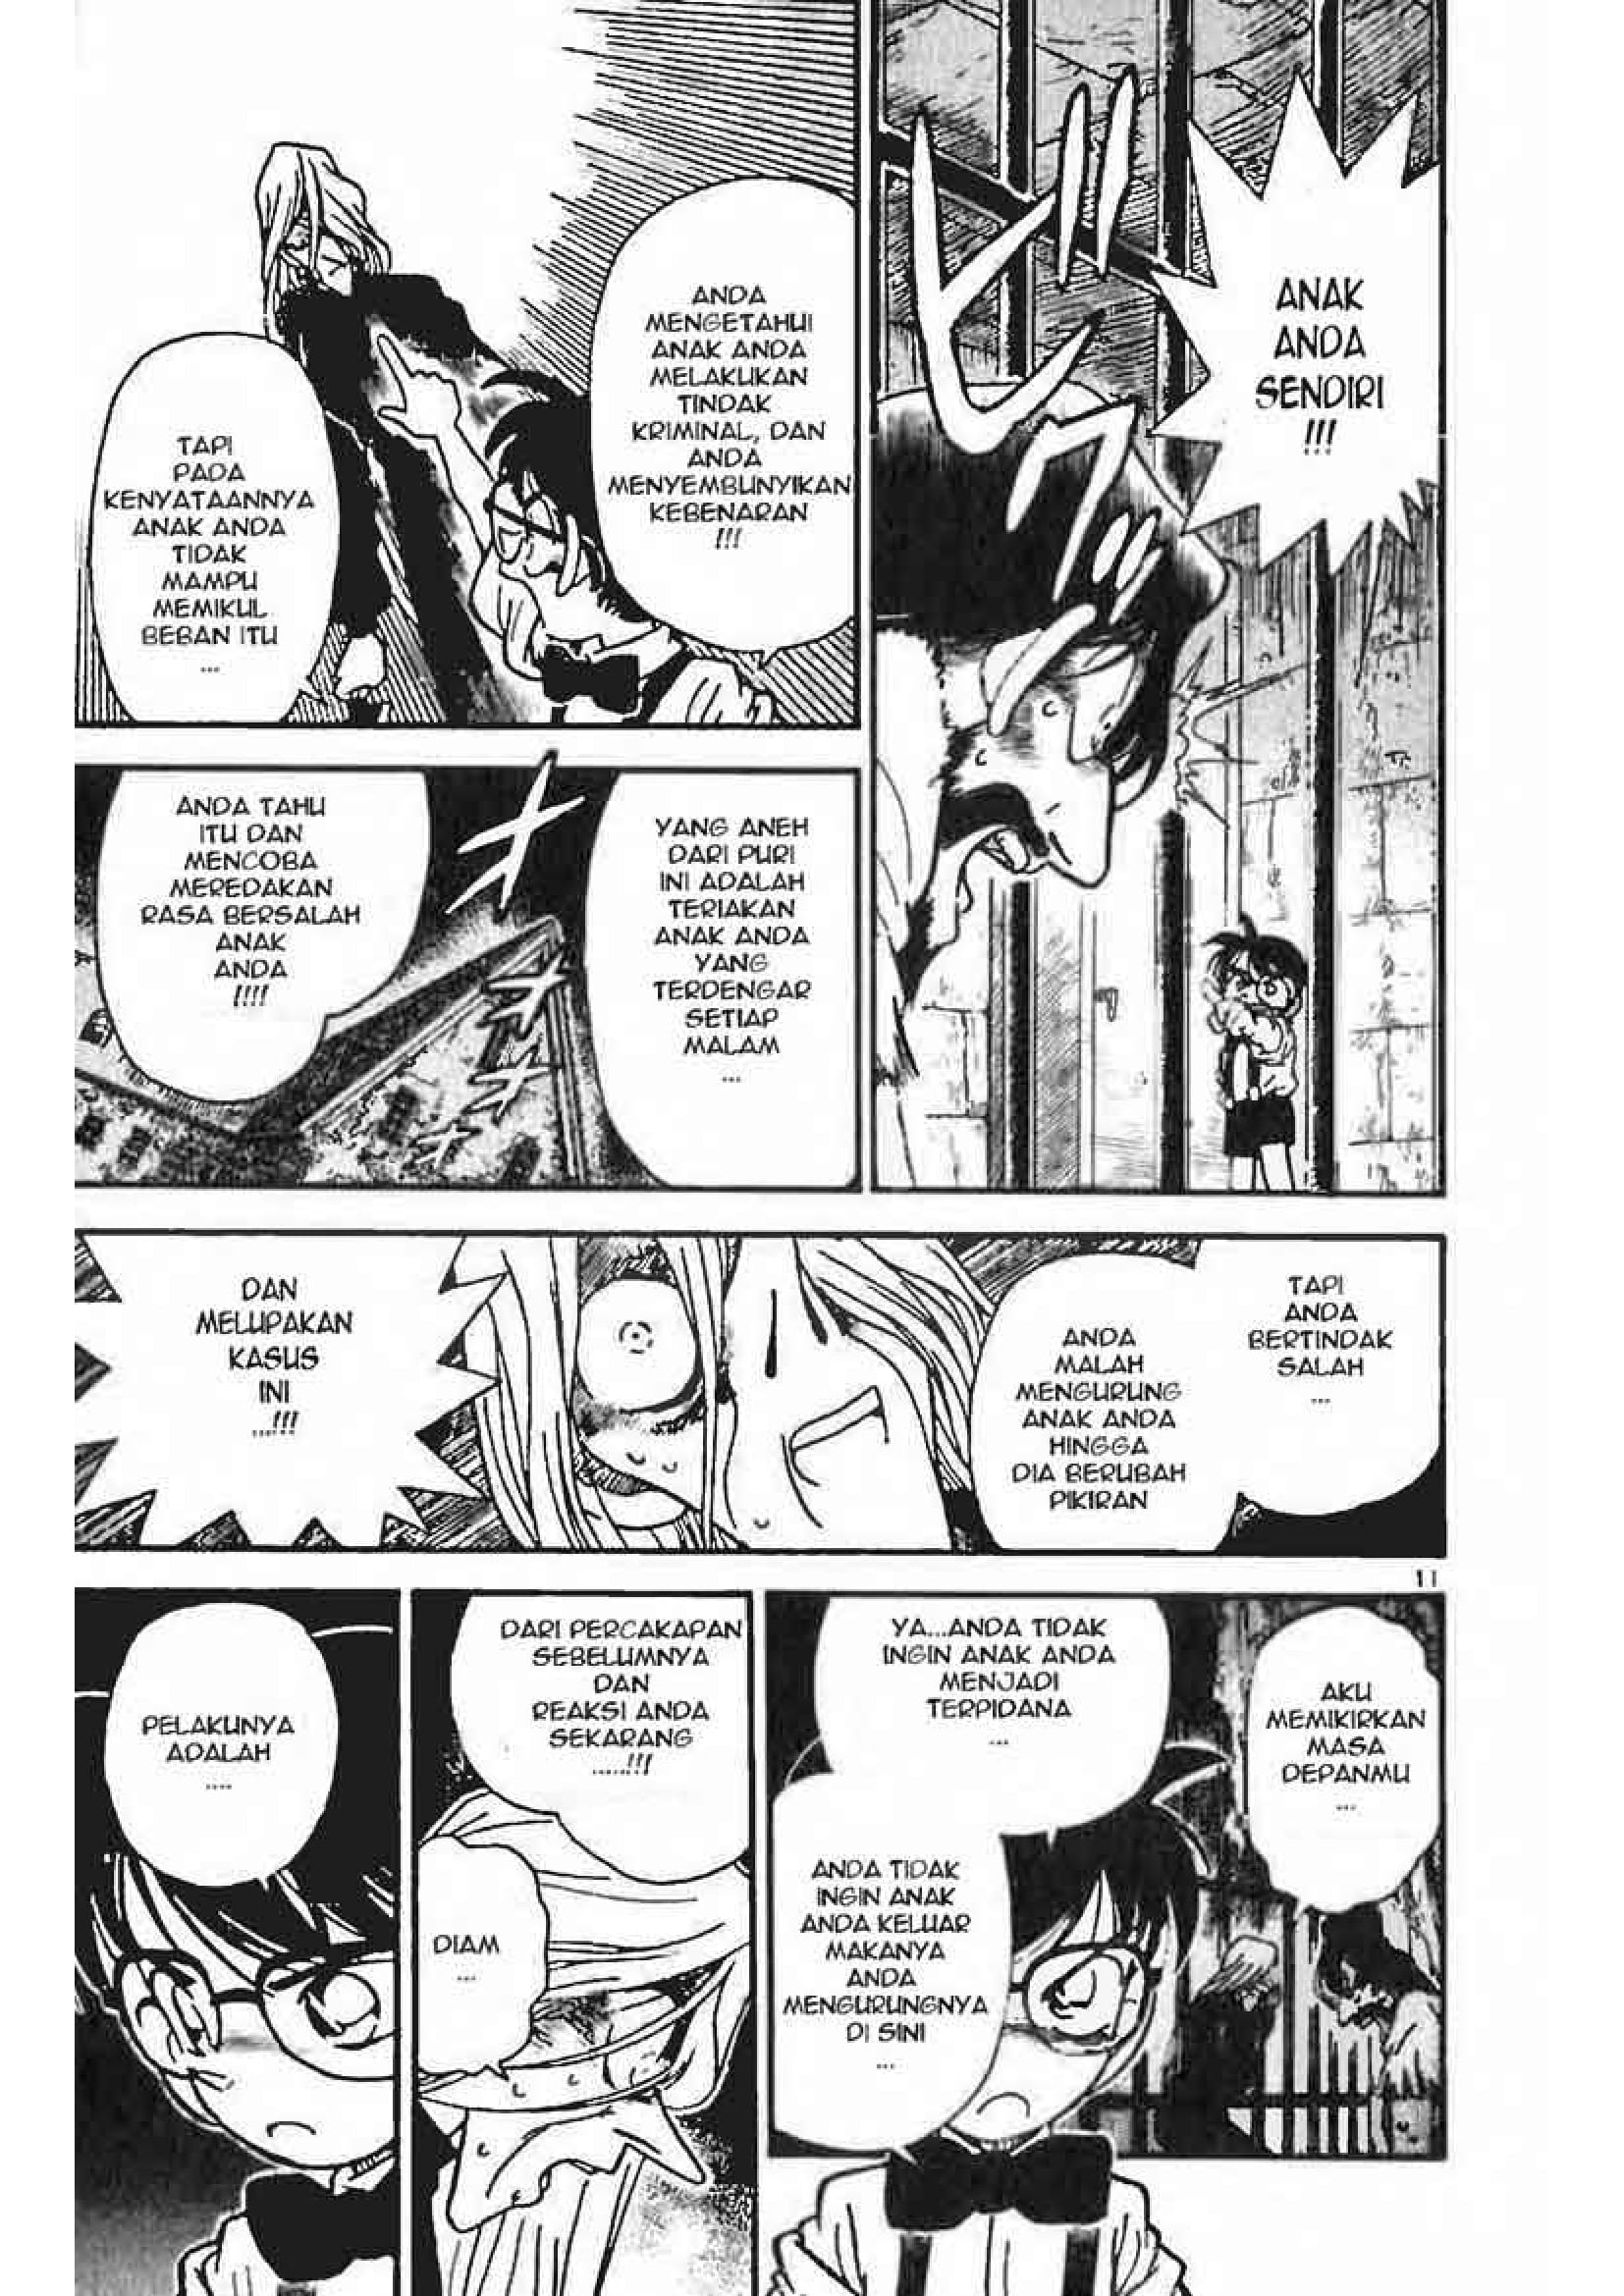 ANAK
ANDA
SENDIRI
!!!
ANDA
MENGETAHUI
ANAK ANDA
MELAKUKAN
TINDAK
KRIMINAL, DAN
ANDA
MENYEMBUNYIKAN
KEBENARAN
!!!
TAPI
PADA
KENYATAANNYA
ANAK ANDA
TIDAK
MAMPU
MEMIKUL
BEBAN ITU
...
YANG ANEH
DARI PURI
INI ADALAH
TERIAKAN
ANAK ANDA
YANG
TERDENGAR
SETIAP
MALAM
...
ANDA TAHU
ITU DAN
MENCOBA
MEREDAKAN
RASA BERSALAH
ANAK
ANDA
!!!!
TAPI
ANDA
BERTINDAK
SALAH
...
ANDA
MALAH
MENGURUNG
ANAK ANDA
HINGGA
DIA BERUBAH
PIKIRAN
DAN
MELUPAKAN
KASUS
INI
......!!!
11
AKU
MEMIKIRKAN
MASA
DEPANMU
...
YA...ANDA TIDAK
INGIN ANAK ANDA
MENJADI
TERPIDANA
...
ANDA TIDAK
INGIN ANAK
ANDA KELUAR
MAKANYA
ANDA
MENGURUNGNYA
DI SINI
...
DARI PERCAKAPAN
SEBELUMNYA
DAN
REAKSI ANDA
SEKARANG
......!!!
DIAM
...
PELAKUNYA
ADALAH
....